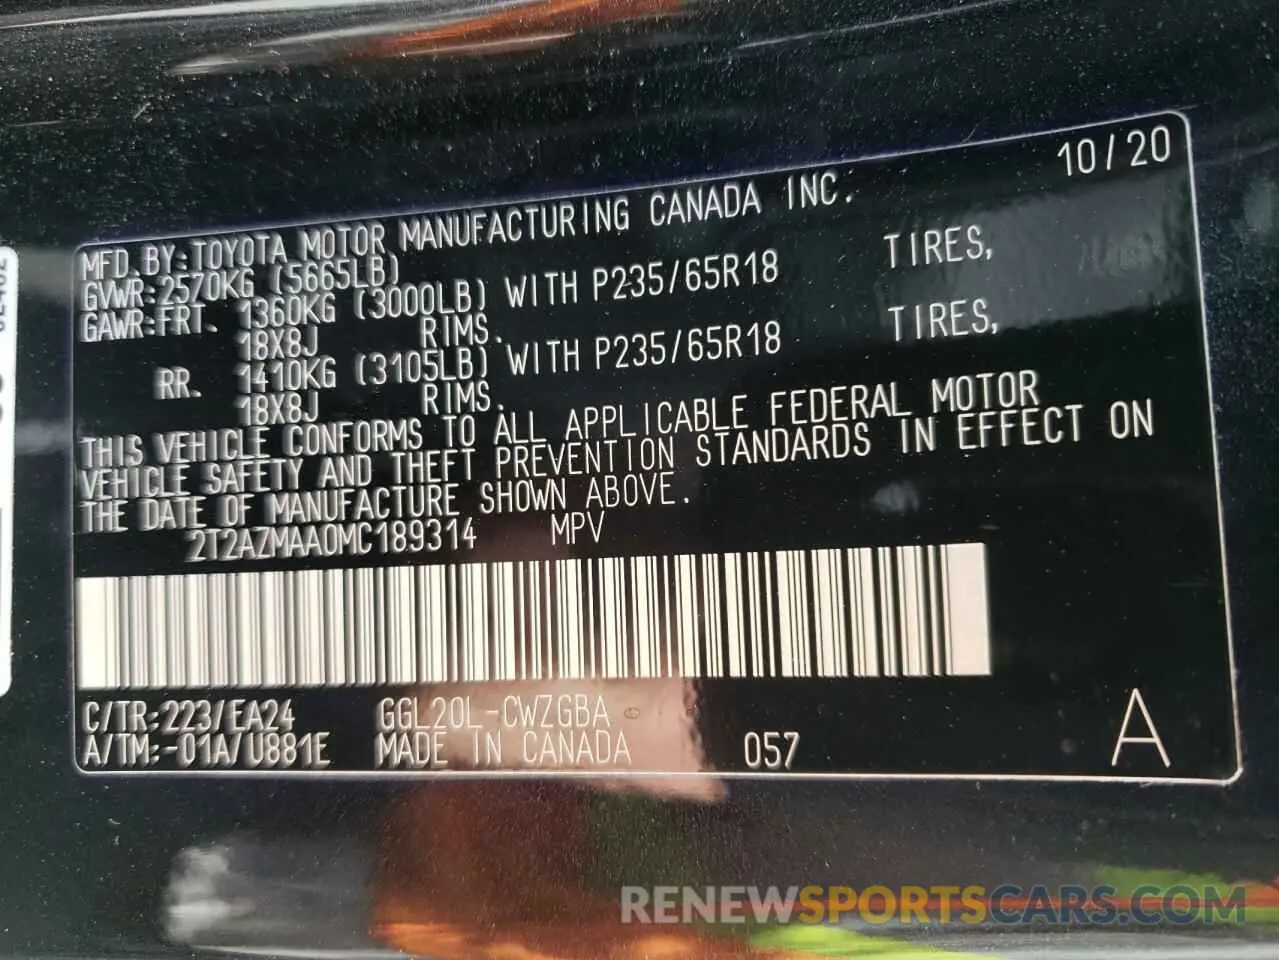 10/20
MFD.BY:TOYOTA MOTOR MANUFACTURING CANADA INC.
GVWR:2570KG (5665LB)
GAWR:FRT. 1360KG (3000LB) WITH P235/65R18 TIRES,
18X8J RIMS.
RR. 1410KG (3105LB) WITH P235/65R18 TIRES,
18X8J RIMS.
THIS VEHICLE CONFORMS TO ALL APPLICABLE FEDERAL MOTOR
VEHICLE SAFETY AND THEFT PREVENTION STANDARDS IN EFFECT ON
THE DATE OF MANUFACTURE SHOWN ABOVE.
2T2AZMAA0MC189314 MPV
C/TR:223/EA24 GGL20L-CWZGBA
A/TM:-01A/U881E MADE IN CANADA 057 A
RENEWSPORTSCARS.COM